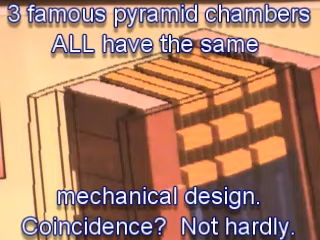 3 famous pyramid chambers
ALL have the same
mechanical design.
Coincidence?  Not hardly.